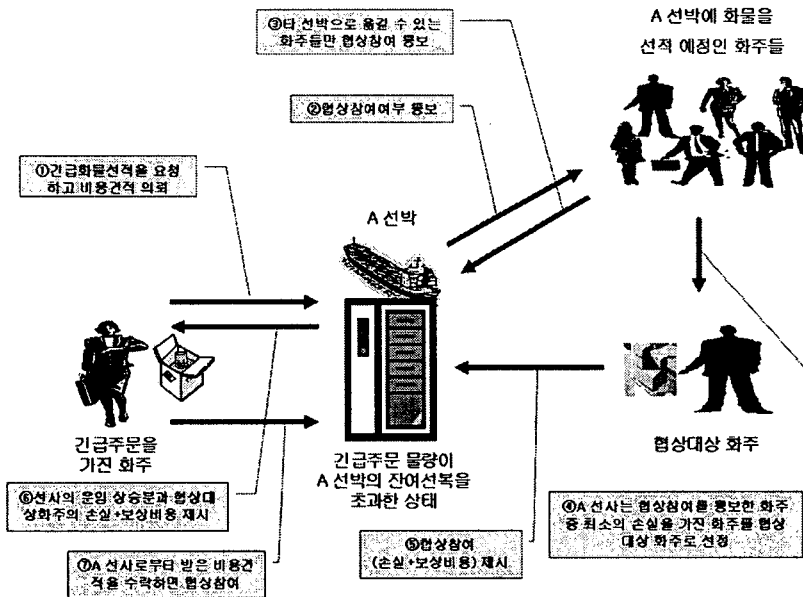 ③타 선박으로 옮길 수 있는
화주들만 협상참여 통보
A 선박에 화물을
선적 예정인 화주들
②협상참여여부 통보
①긴급화물선적을 요청
하고 비용견적 의뢰
A 선박
긴급주문을
가진 화주
긴급주문 물량이
A 선박의 잔여선복을
초과한 상태
협상대상 화주
⑥선사의 운임 상승분과 협상대
상화주의 손실+보상비용 제시
④A 선사는 협상참여를 통보한 화주
중 최소의 손실을 가진 화주를 협상
대상 화주로 선정
⑤협상참여
(손실+보상비용) 제시
⑦A 선사로부터 받은 비용견
적을 수락하면 협상참여